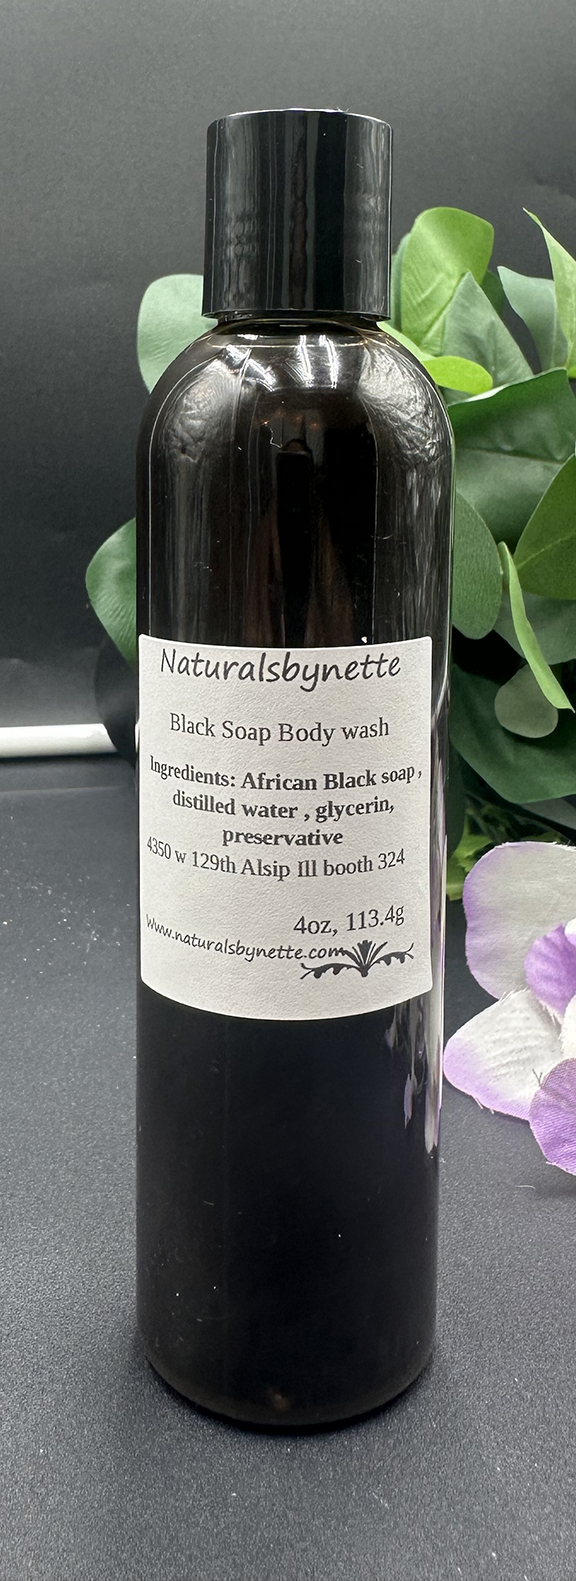 Naturalsbynette
Black Soap Body wash
Ingredients: African Black soap ,
distilled water , glycerin,
preservative
4350 w 129th Alsip Ill booth 324
4oz, 113.4g
www.naturalsbynette.com